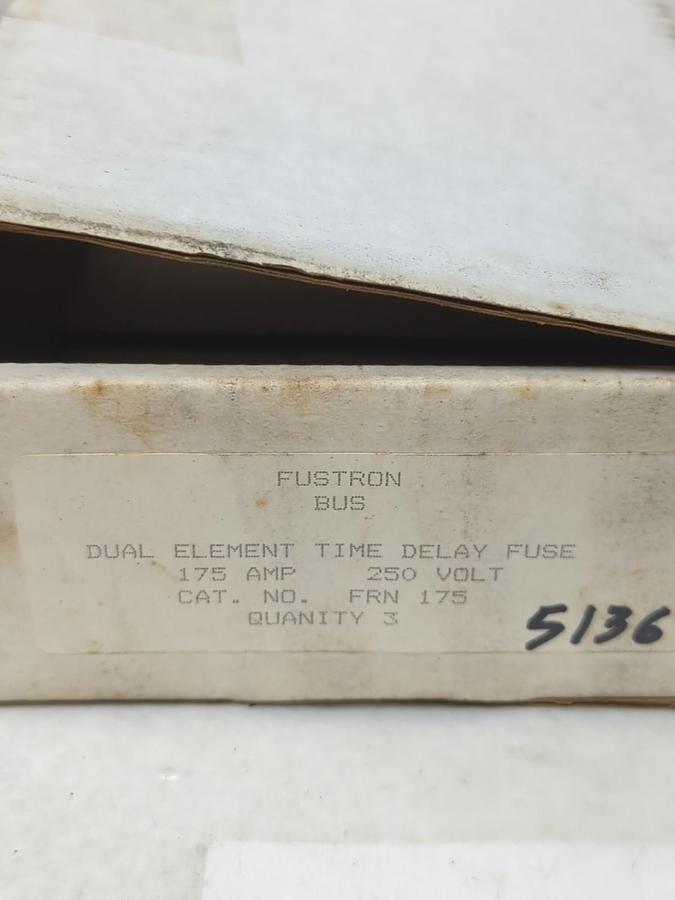 FUSTRON
BUS
DUAL ELEMENT TIME DELAY FUSE
175 AMP 250 VOLT
CAT. NO. FRN 175
QUANITY 3
5136